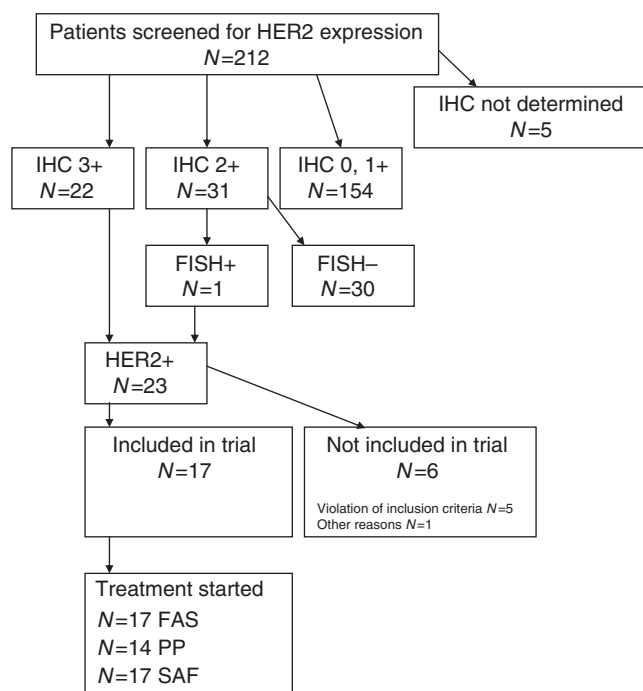 Patients screened for HER2 expression
N=212
IHC not determined
N=5
IHC 3+
N=22
IHC 2+
N=31
IHC 0, 1+
N=154
FISH+
N=1
FISH–
N=30
HER2+
N=23
Included in trial
N=17
Not included in trial
N=6
Violation of inclusion criteria N=5
Other reasons N=1
Treatment started
N=17 FAS
N=14 PP
N=17 SAF